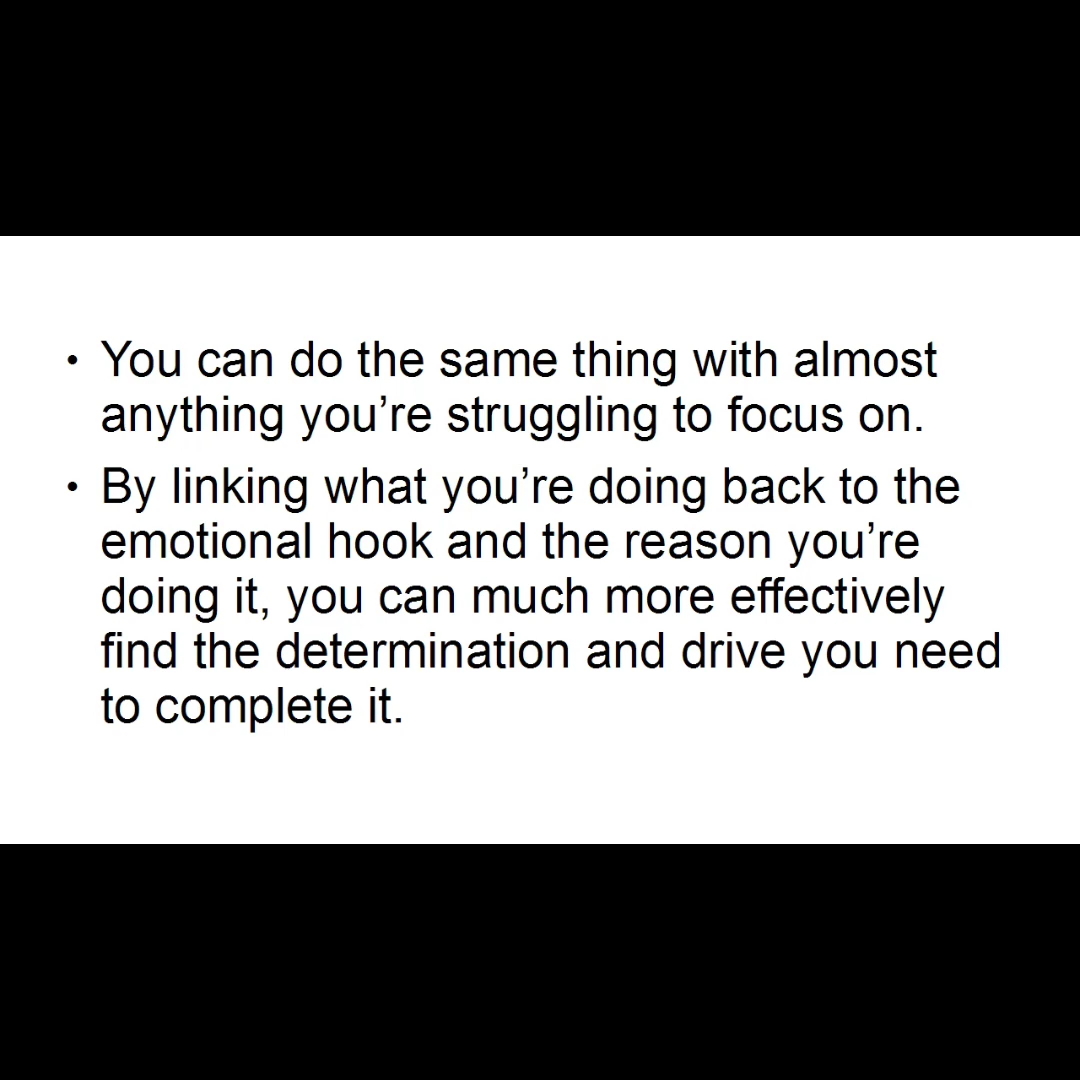 • You can do the same thing with almost
anything you’re struggling to focus on.
• By linking what you’re doing back to the
emotional hook and the reason you’re
doing it, you can much more effectively
find the determination and drive you need
to complete it.